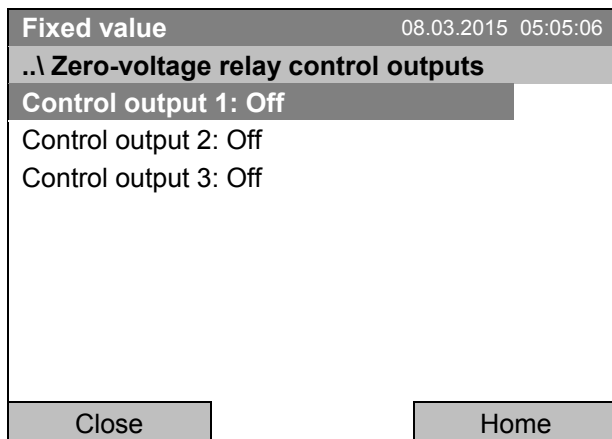 Fixed value 08.03.2015 05:05:06
..\ Zero-voltage relay control outputs
Control output 1: Off
Control output 2: Off
Control output 3: Off
Close Home